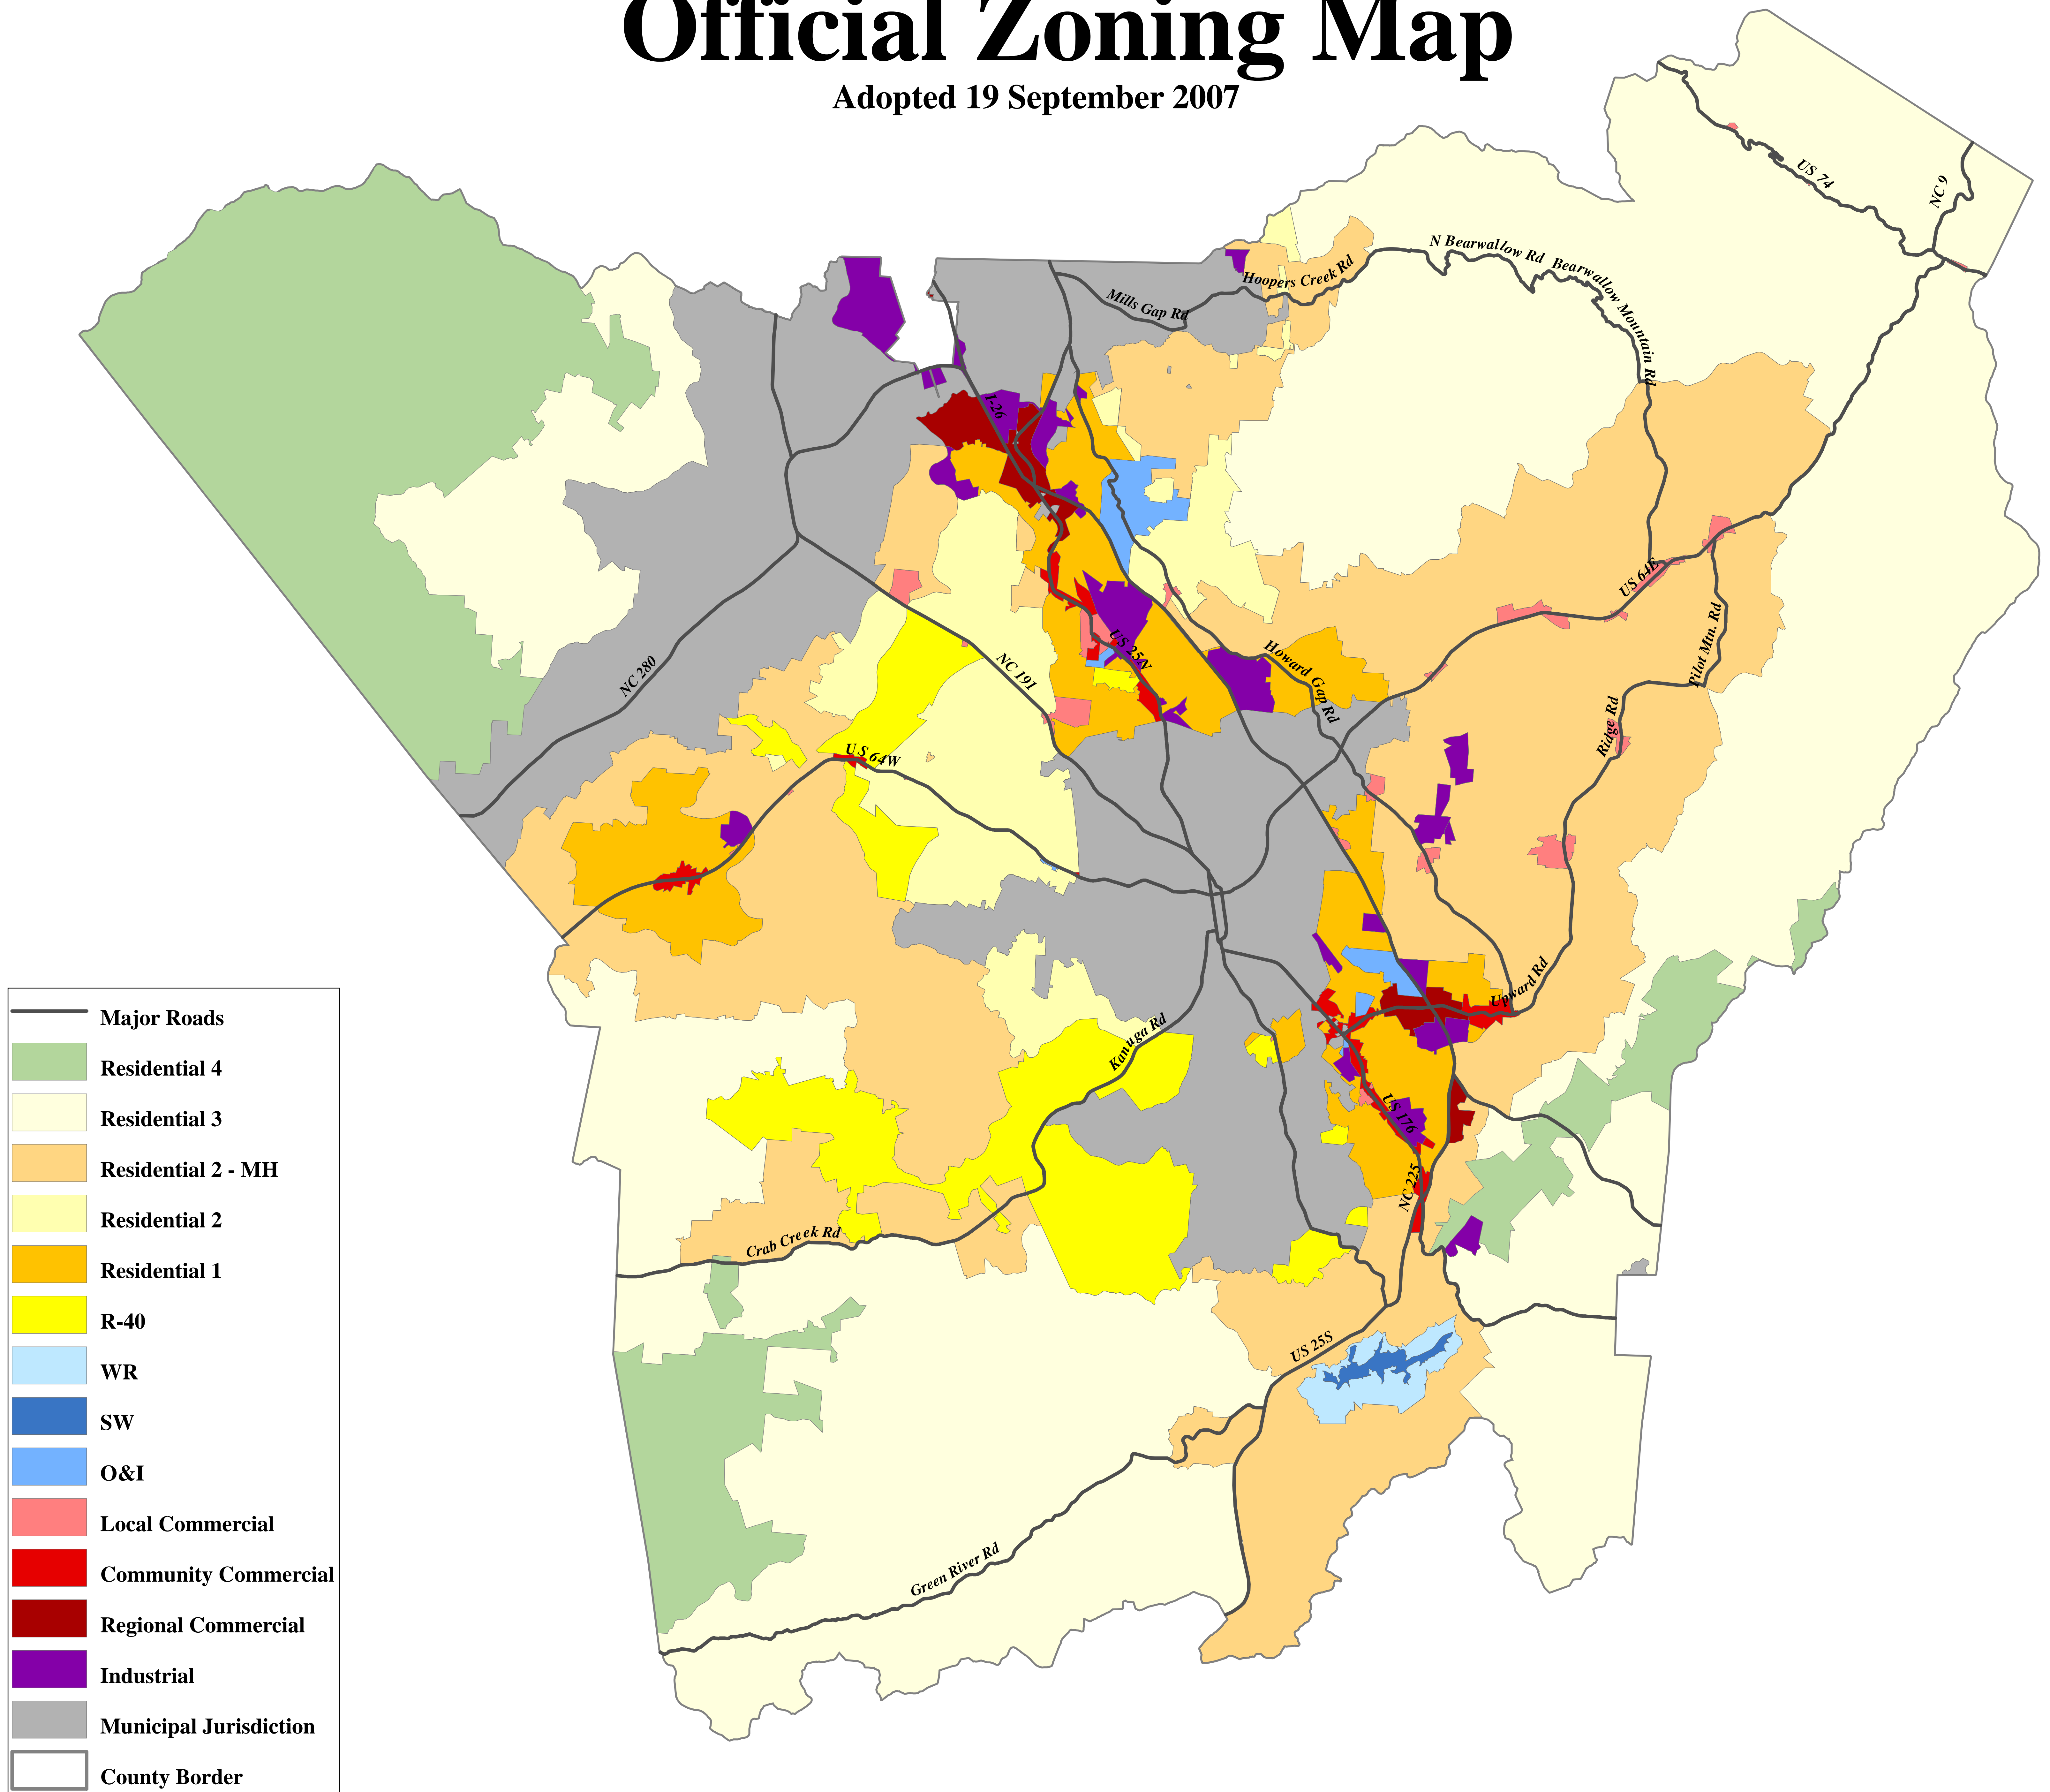 Official Zoning Map
Adopted 19 September 2007
US 74
NC 9
N Bearwallow Rd
Bearwallow Mountain Rd
Hoopers Creek Rd
Mills Gap Rd
I-26
US 64E
Pilot Mtn. Rd
Ridge Rd
Howard Gap Rd
US 25N
NC 191
NC 280
US 64W
Upward Rd
Kanuga Rd
US 176
NC 225
Crab Creek Rd
US 25S
Green River Rd
Major Roads
Residential 4
Residential 3
Residential 2 - MH
Residential 2
Residential 1
R-40
WR
SW
O&I
Local Commercial
Community Commercial
Regional Commercial
Industrial
Municipal Jurisdiction
County Border